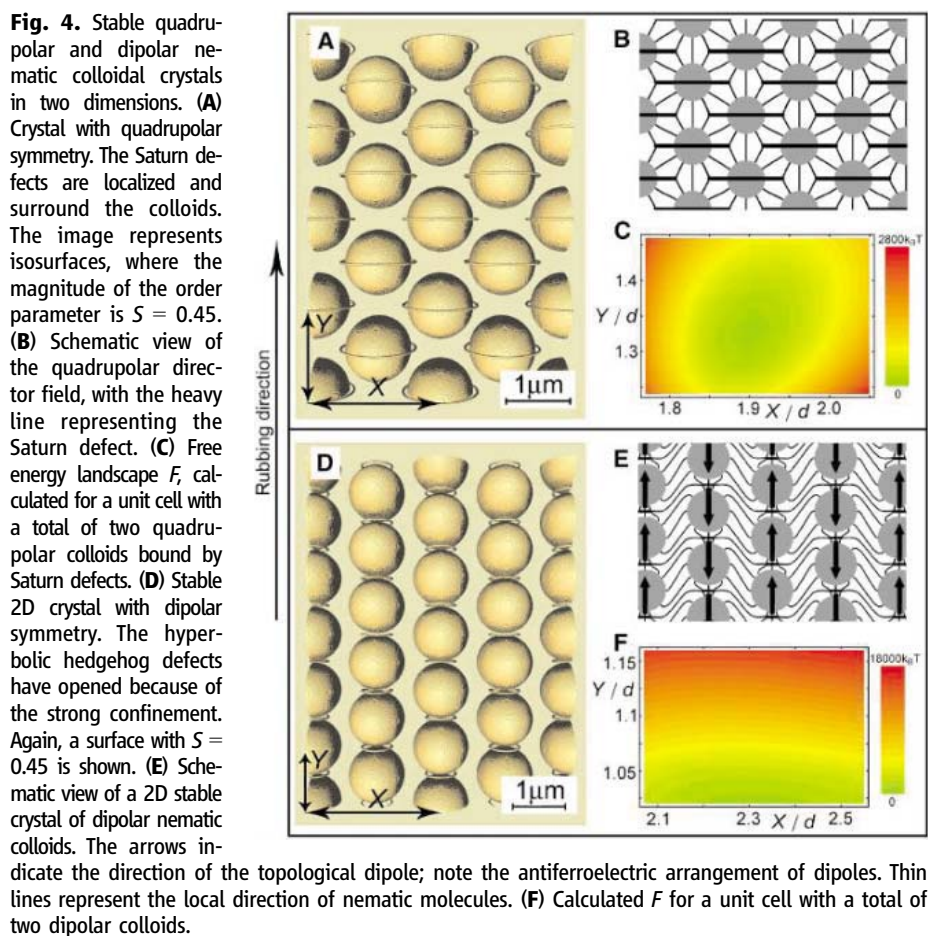 Fig. 4. Stable quadru-
polar and dipolar ne-
matic colloidal crystals
in two dimensions. (A)
Crystal with quadrupolar
symmetry. The Saturn de-
fects are localized and
surround the colloids.
The image represents
isosurfaces, where the
magnitude of the order
parameter is S = 0.45.
(B) Schematic view of
the quadrupolar direc-
tor field, with the heavy
line representing the
Saturn defect. (C) Free
energy landscape F, cal-
culated for a unit cell with
a total of two quadru-
polar colloids bound by
Saturn defects. (D) Stable
2D crystal with dipolar
symmetry. The hyper-
bolic hedgehog defects
have opened because of
the strong confinement.
Again, a surface with S =
0.45 is shown. (E) Sche-
matic view of a 2D stable
crystal of dipolar nematic
colloids. The arrows in-
dicate the direction of the topological dipole; note the antiferroelectric arrangement of dipoles. Thin
lines represent the local direction of nematic molecules. (F) Calculated F for a unit cell with a total of
two dipolar colloids.
Rubbing direction
A
Y
X
1μm
B
C
2800kBT
1.4
Y / d
1.3
0
1.8 1.9 X / d 2.0
D
Y
X
1μm
E
F
18000kBT
1.15
Y / d
1.1
1.05
0
2.1 2.3 X / d 2.5